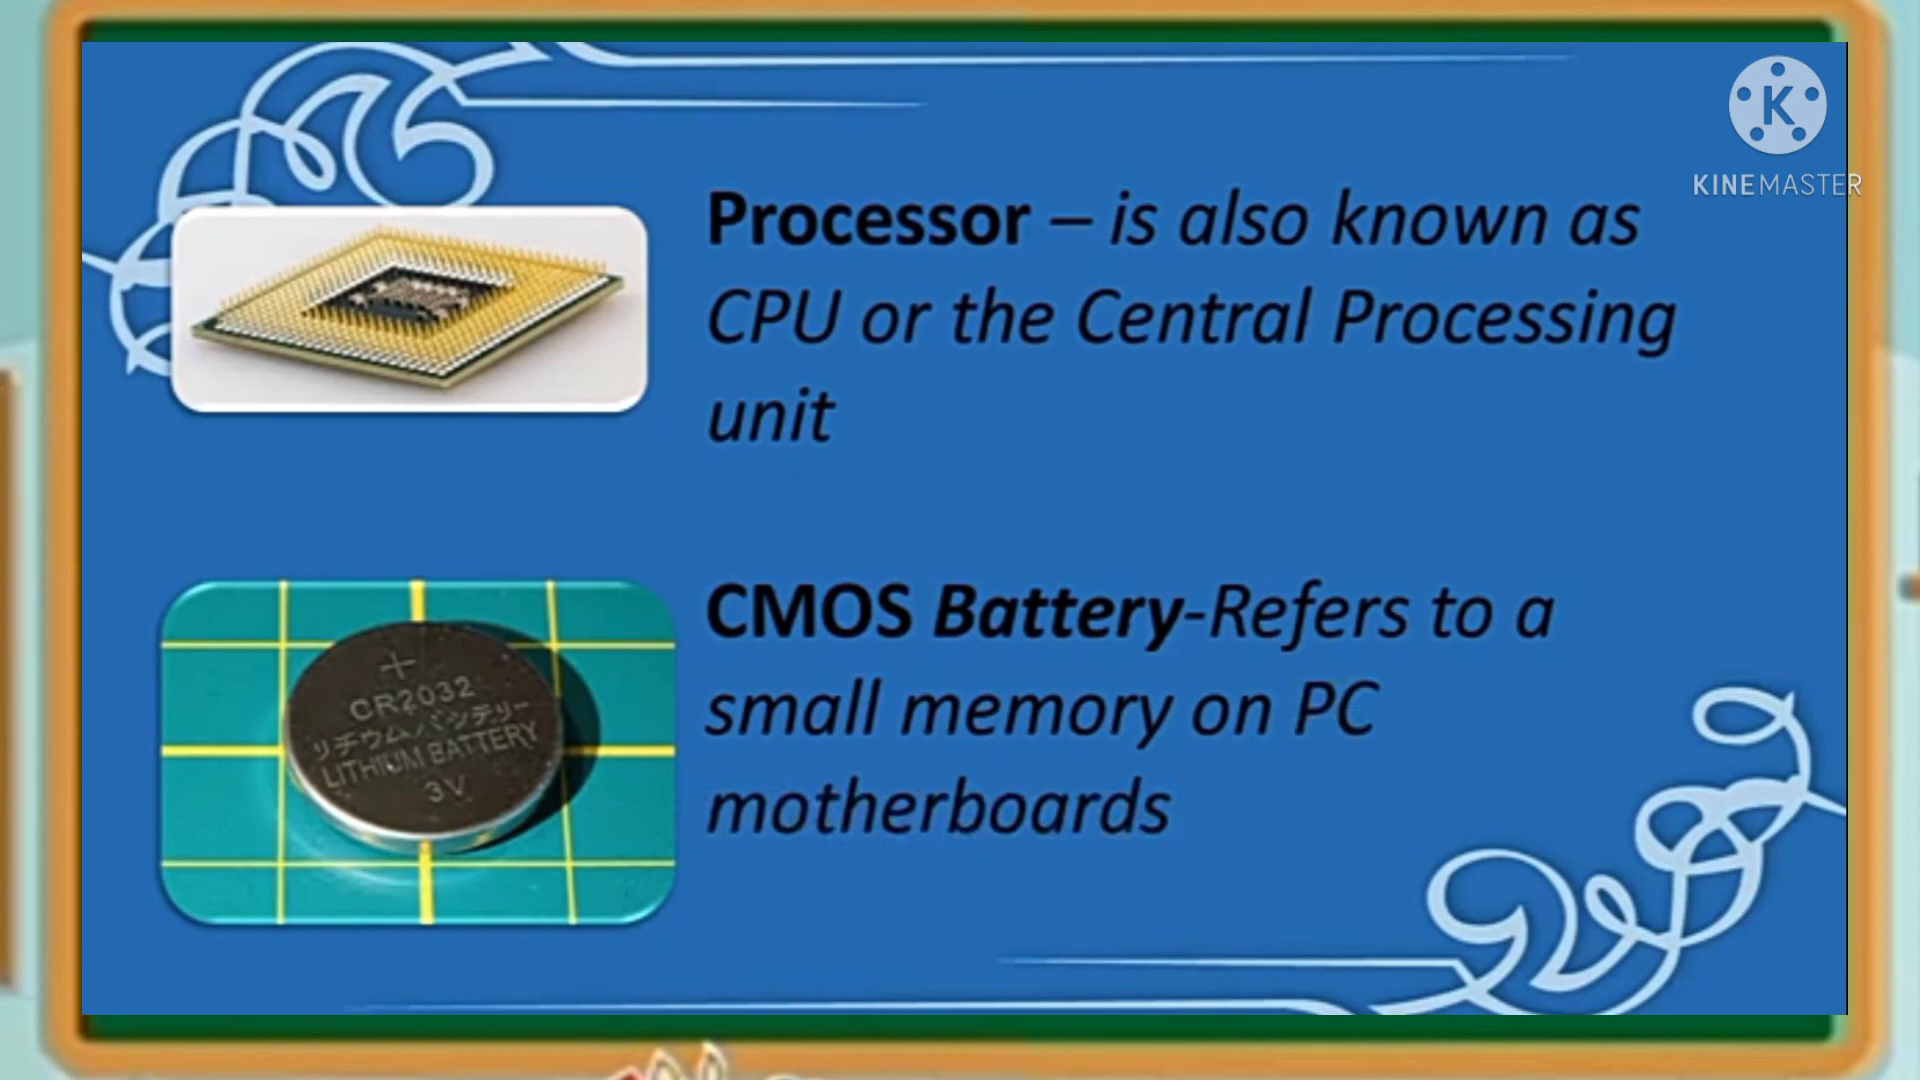 K
KINEMASTER
Processor – is also known as
CPU or the Central Processing
unit
CMOS Battery-Refers to a
small memory on PC
motherboards
+
CR2032
リチウムバッテリー
LITHIUM BATTERY
3V